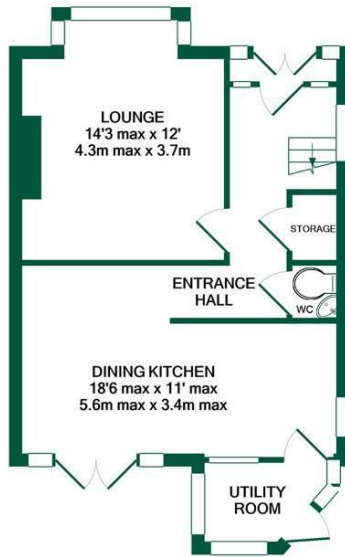 LOUNGE
14'3 max x 12'
4.3m max x 3.7m
STORAGE
ENTRANCE
HALL
WC
DINING KITCHEN
18'6 max x 11' max
5.6m max x 3.4m max
UTILITY
ROOM